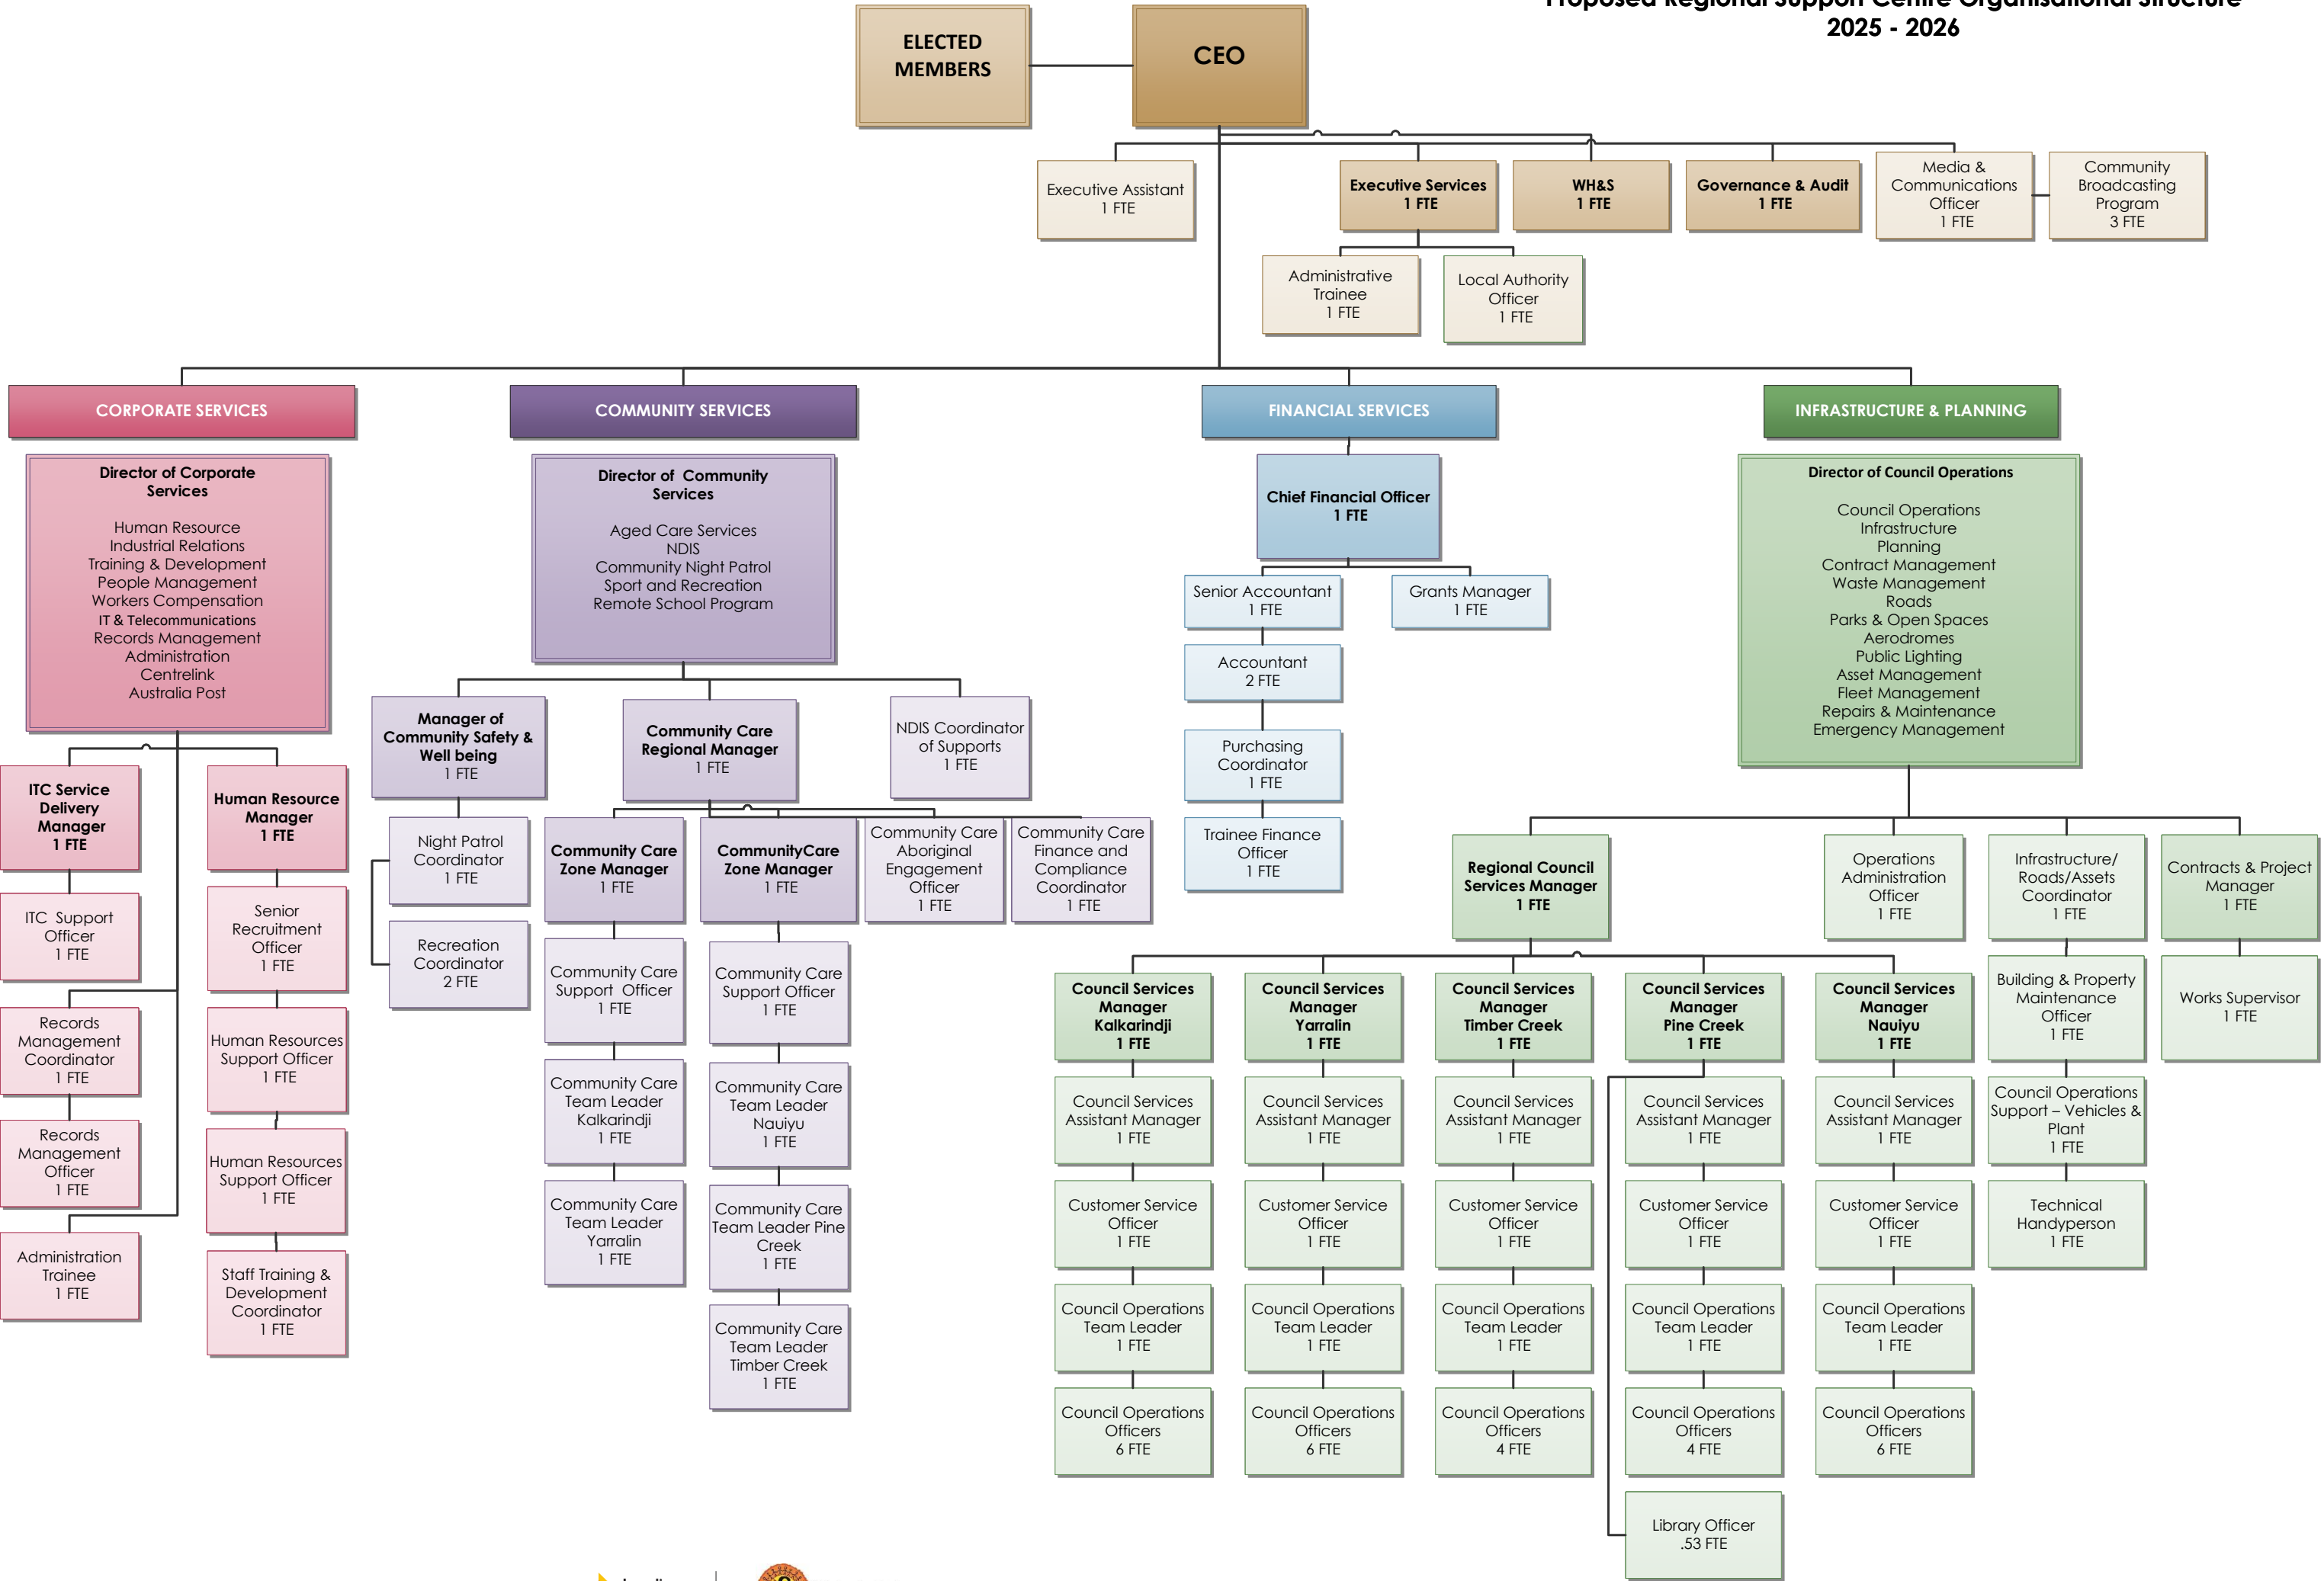 Proposed Regional Support Centre Organisational Structure
2025 - 2026
ELECTED
MEMBERS
CEO
Executive Assistant
1 FTE
Executive Services
1 FTE
WH&S
1 FTE
Governance & Audit
1 FTE
Media &
Communications
Officer
1 FTE
Community
Broadcasting
Program
3 FTE
Administrative
Trainee
1 FTE
Local Authority
Officer
1 FTE
CORPORATE SERVICES
COMMUNITY SERVICES
FINANCIAL SERVICES
INFRASTRUCTURE & PLANNING
Director of Corporate
Services
Human Resource
Industrial Relations
Training & Development
People Management
Workers Compensation
IT & Telecommunications
Records Management
Administration
Centrelink
Australia Post
ITC Service
Delivery
Manager
1 FTE
Human Resource
Manager
1 FTE
ITC  Support
Officer
1 FTE
Senior
Recruitment
Officer
1 FTE
Records
Management
Coordinator
1 FTE
Human Resources
Support Officer
1 FTE
Records
Management
Officer
1 FTE
Human Resources
Support Officer
1 FTE
Administration
Trainee
1 FTE
Staff Training &
Development
Coordinator
1 FTE
Director of  Community
Services
Aged Care Services
NDIS
Community Night Patrol
Sport and Recreation
Remote School Program
Manager of
Community Safety &
Well being
1 FTE
Community Care
Regional Manager
1 FTE
NDIS Coordinator
of Supports
1 FTE
Night Patrol
Coordinator
1 FTE
Recreation
Coordinator
2 FTE
Community Care
Zone Manager
1 FTE
CommunityCare
Zone Manager
1 FTE
Community Care
Aboriginal
Engagement
Officer
1 FTE
Community Care
Finance and
Compliance
Coordinator
1 FTE
Community Care
Support  Officer
1 FTE
Community Care
Support Officer
1 FTE
Community Care
Team Leader
Kalkarindji
1 FTE
Community Care
Team Leader
Nauiyu
1 FTE
Community Care
Team Leader
Yarralin
1 FTE
Community Care
Team Leader Pine
Creek
1 FTE
Community Care
Team Leader
Timber Creek
1 FTE
Chief Financial Officer
1 FTE
Senior Accountant
1 FTE
Grants Manager
1 FTE
Accountant
2 FTE
Purchasing
Coordinator
1 FTE
Trainee Finance
Officer
1 FTE
Director of Council Operations
Council Operations
Infrastructure
Planning
Contract Management
Waste Management
Roads
Parks & Open Spaces
Aerodromes
Public Lighting
Asset Management
Fleet Management
Repairs & Maintenance
Emergency Management
Regional Council
Services Manager
1 FTE
Operations
Administration
Officer
1 FTE
Infrastructure/
Roads/Assets
Coordinator
1 FTE
Contracts & Project
Manager
1 FTE
Council Services
Manager
Kalkarindji
1 FTE
Council Services
Manager
Yarralin
1 FTE
Council Services
Manager
Timber Creek
1 FTE
Council Services
Manager
Pine Creek
1 FTE
Council Services
Manager
Nauiyu
1 FTE
Building & Property
Maintenance
Officer
1 FTE
Works Supervisor
1 FTE
Council Services
Assistant Manager
1 FTE
Council Services
Assistant Manager
1 FTE
Council Services
Assistant Manager
1 FTE
Council Services
Assistant Manager
1 FTE
Council Services
Assistant Manager
1 FTE
Council Operations
Support – Vehicles &
Plant
1 FTE
Customer Service
Officer
1 FTE
Customer Service
Officer
1 FTE
Customer Service
Officer
1 FTE
Customer Service
Officer
1 FTE
Customer Service
Officer
1 FTE
Technical
Handyperson
1 FTE
Council Operations
Team Leader
1 FTE
Council Operations
Team Leader
1 FTE
Council Operations
Team Leader
1 FTE
Council Operations
Team Leader
1 FTE
Council Operations
Team Leader
1 FTE
Council Operations
Officers
6 FTE
Council Operations
Officers
6 FTE
Council Operations
Officers
4 FTE
Council Operations
Officers
4 FTE
Council Operations
Officers
6 FTE
Library Officer
.53 FTE